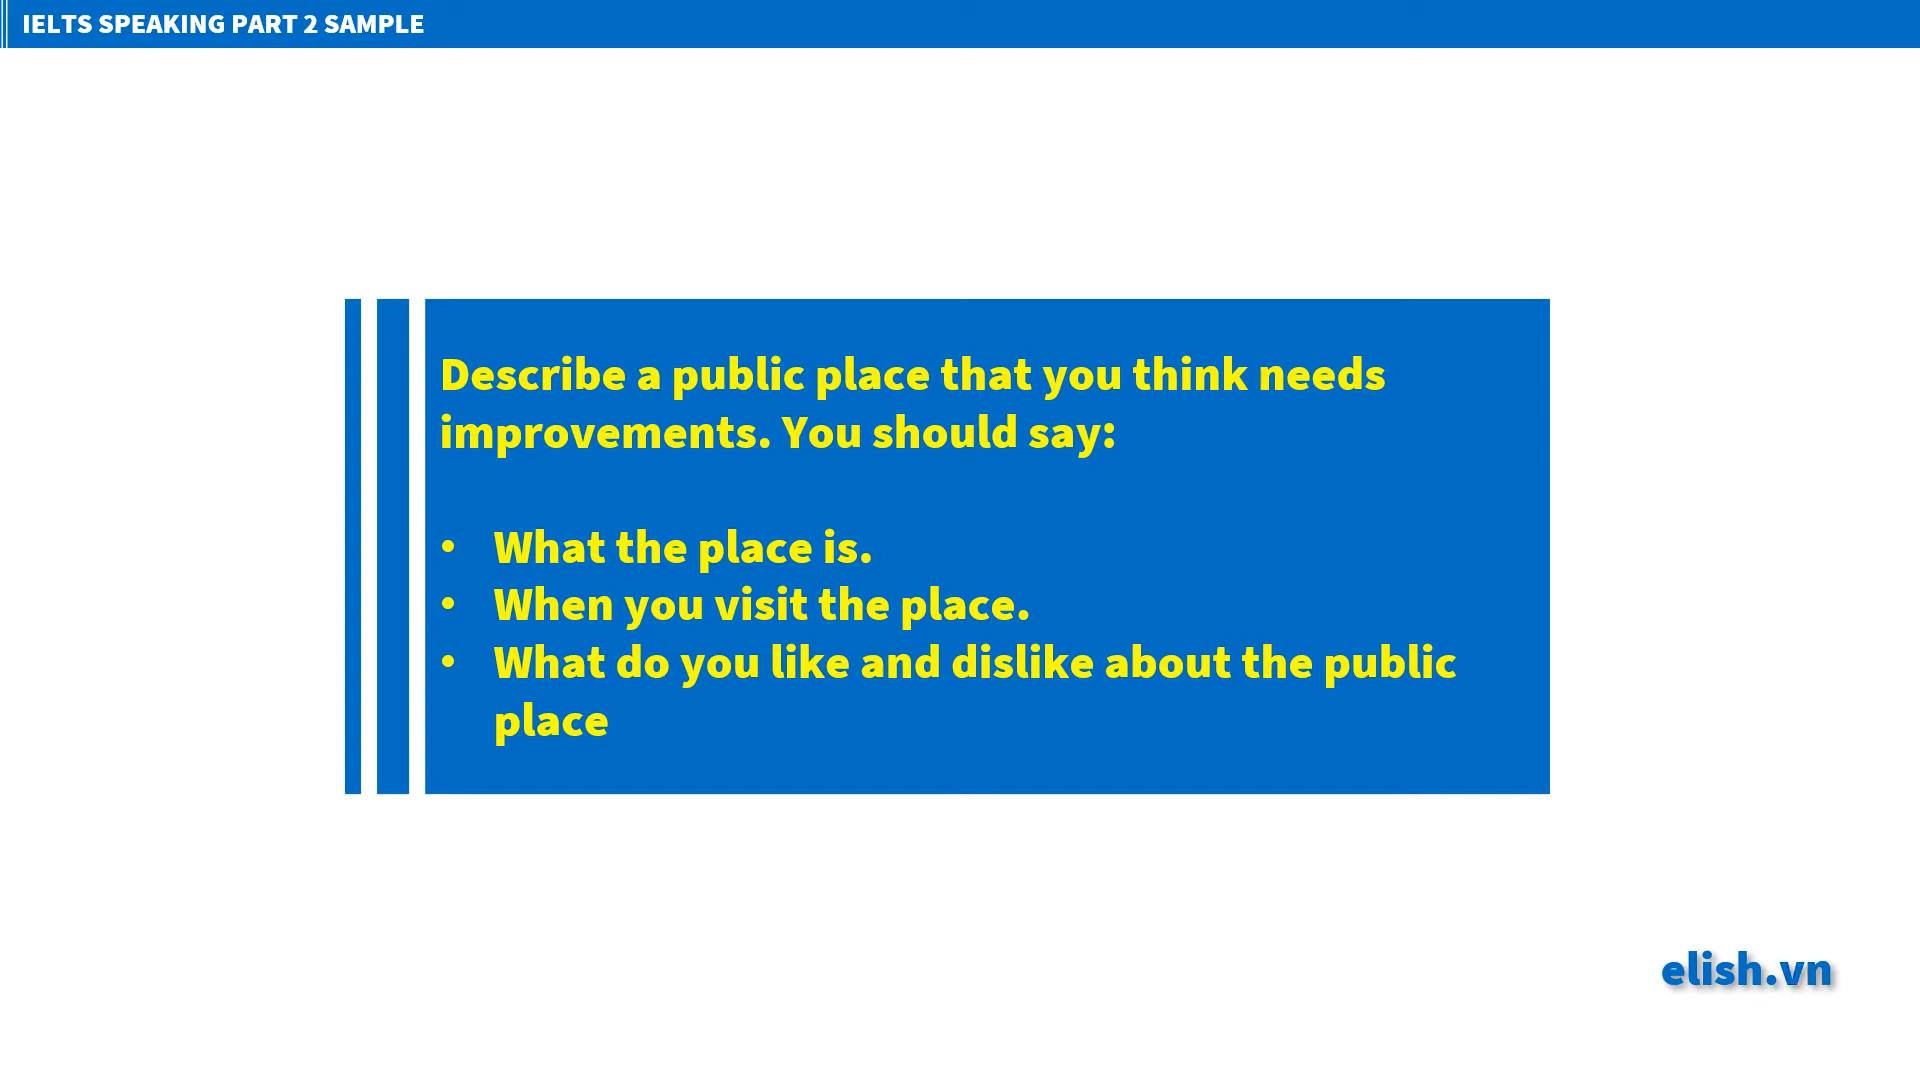 IELTS SPEAKING PART 2 SAMPLE
Describe a public place that you think needs
improvements. You should say:
• What the place is.
• When you visit the place.
• What do you like and dislike about the public
place
elish.vn